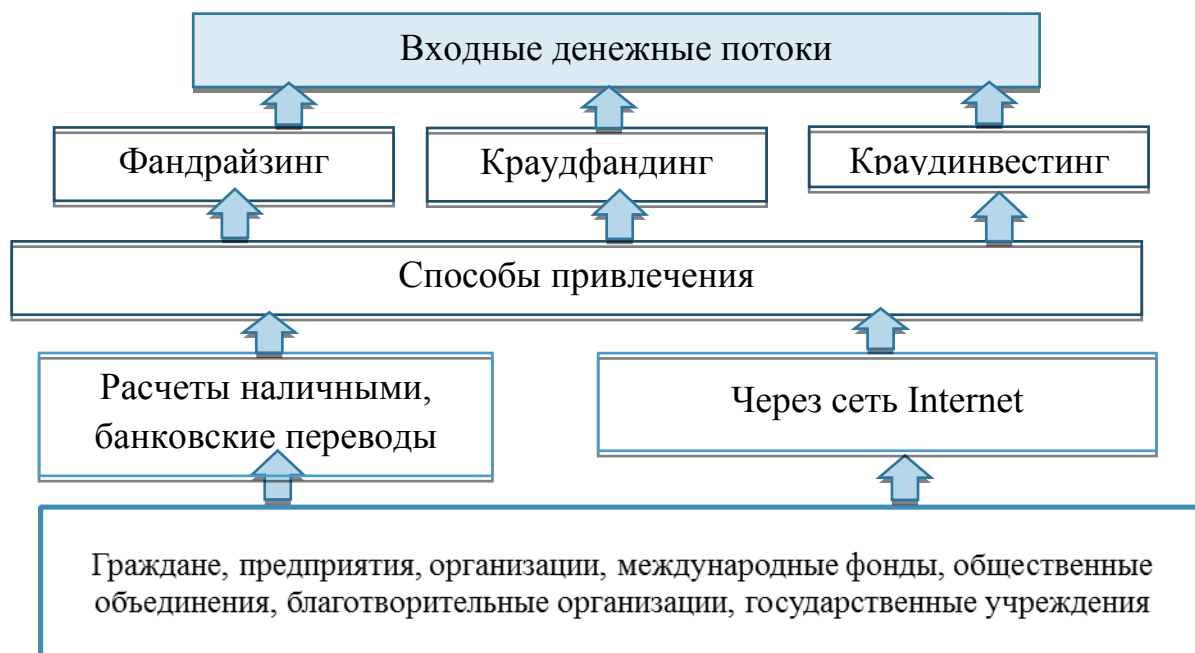 Входные денежные потоки
Фандрайзинг
Краудфандинг
Краудинвестинг
Способы привлечения
Расчеты наличными,
банковские переводы
Через сеть Internet
Граждане, предприятия, организации, международные фонды, общественные
объединения, благотворительные организации, государственные учреждения